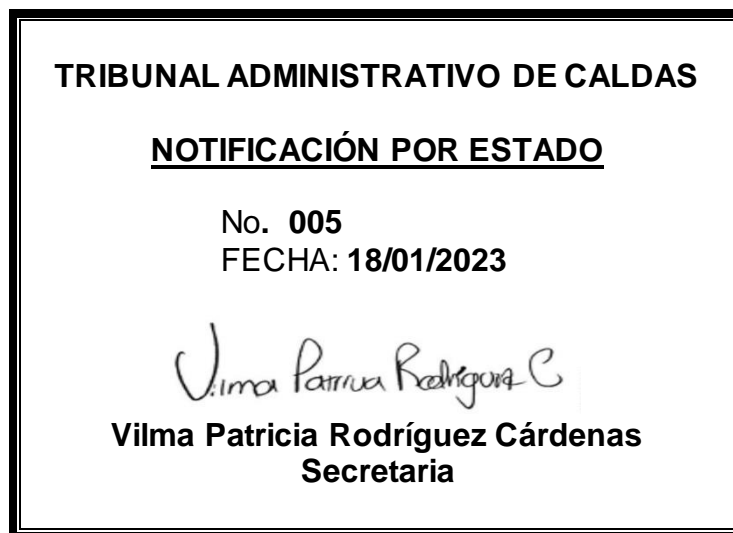 TRIBUNAL ADMINISTRATIVO DE CALDAS
NOTIFICACIÓN POR ESTADO
No. 005
FECHA: 18/01/2023
Vilma Patricia Rodríguez C
Vilma Patricia Rodríguez Cárdenas
Secretaria